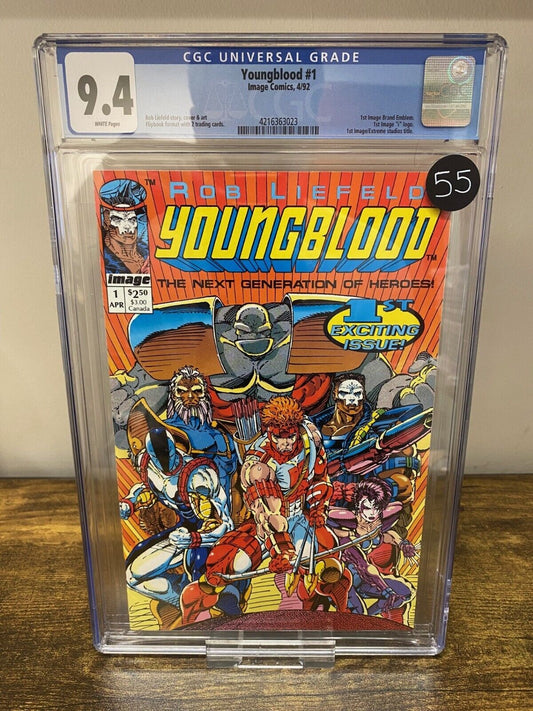 CGC UNIVERSAL GRADE
9.4
WHITE Pages
Youngblood #1
Image Comics, 4/92
Rob Liefeld story, cover & art
Flipbook format with 2 trading cards.
4216363023
1st Image Brand Emblem.
1st Image "i" logo.
1st Image/Extreme studios title.
55
TM
ROB LIEFELD
YOUNGBLOOD
TM
image
THE NEXT GENERATION OF HEROES!
1
APR
$2.50
$3.00
Canada
1ST
EXCITING
ISSUE!